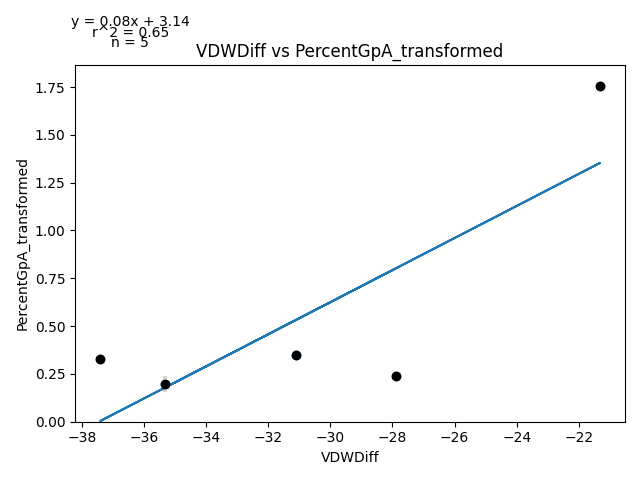 y = 0.08x + 3.14
r^2 = 0.65
n = 5
VDWDiff vs PercentGpA_transformed
PercentGpA_transformed
1.75
1.50
1.25
1.00
0.75
0.50
0.25
0.00
−38 −36 −34 −32 −30 −28 −26 −24 −22
VDWDiff